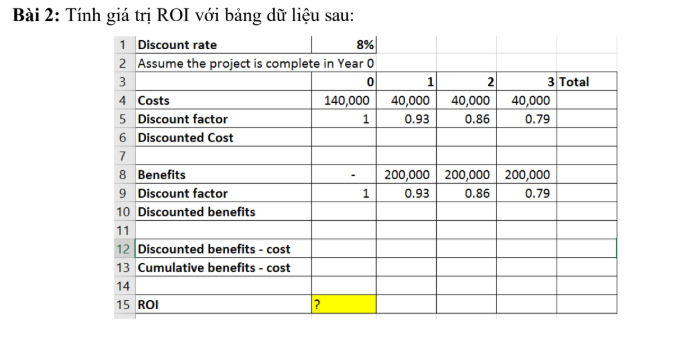 Bài 2: Tính giá trị ROI với bảng dữ liệu sau:
1 Discount rate 8%
2 Assume the project is complete in Year 0
3 0 1 2 3 Total
4 Costs 140,000 40,000 40,000 40,000
5 Discount factor 1 0.93 0.86 0.79
6 Discounted Cost
7
8 Benefits - 200,000 200,000 200,000
9 Discount factor 1 0.93 0.86 0.79
10 Discounted benefits
11
12 Discounted benefits - cost
13 Cumulative benefits - cost
14
15 ROI ?